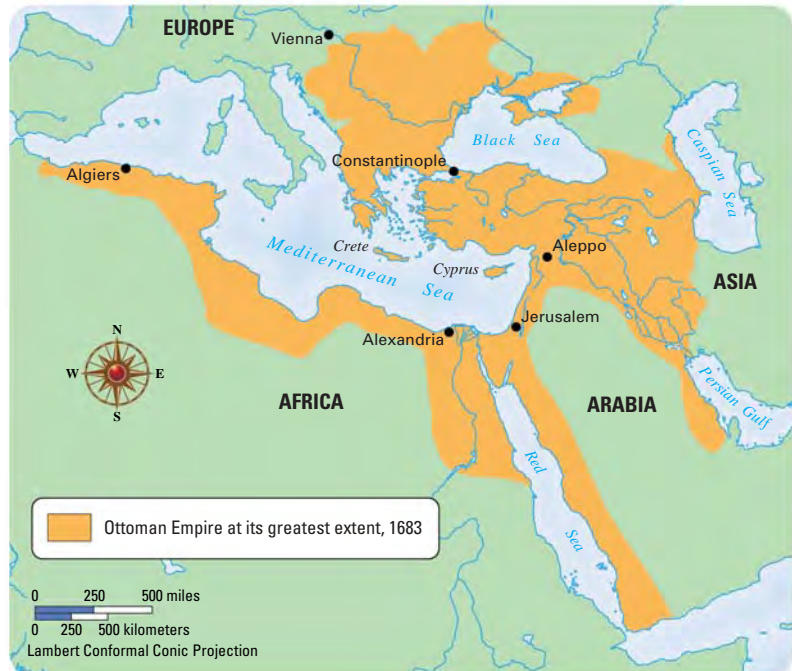 EUROPE
Vienna
Black Sea
Caspian Sea
Constantinople
Algiers
Crete
Mediterranean Sea
Cyprus
Aleppo
ASIA
Jerusalem
Alexandria
N
W E
S
AFRICA
ARABIA
Persian Gulf
Red
Sea
Ottoman Empire at its greatest extent, 1683
0 250 500 miles
0 250 500 kilometers
Lambert Conformal Conic Projection